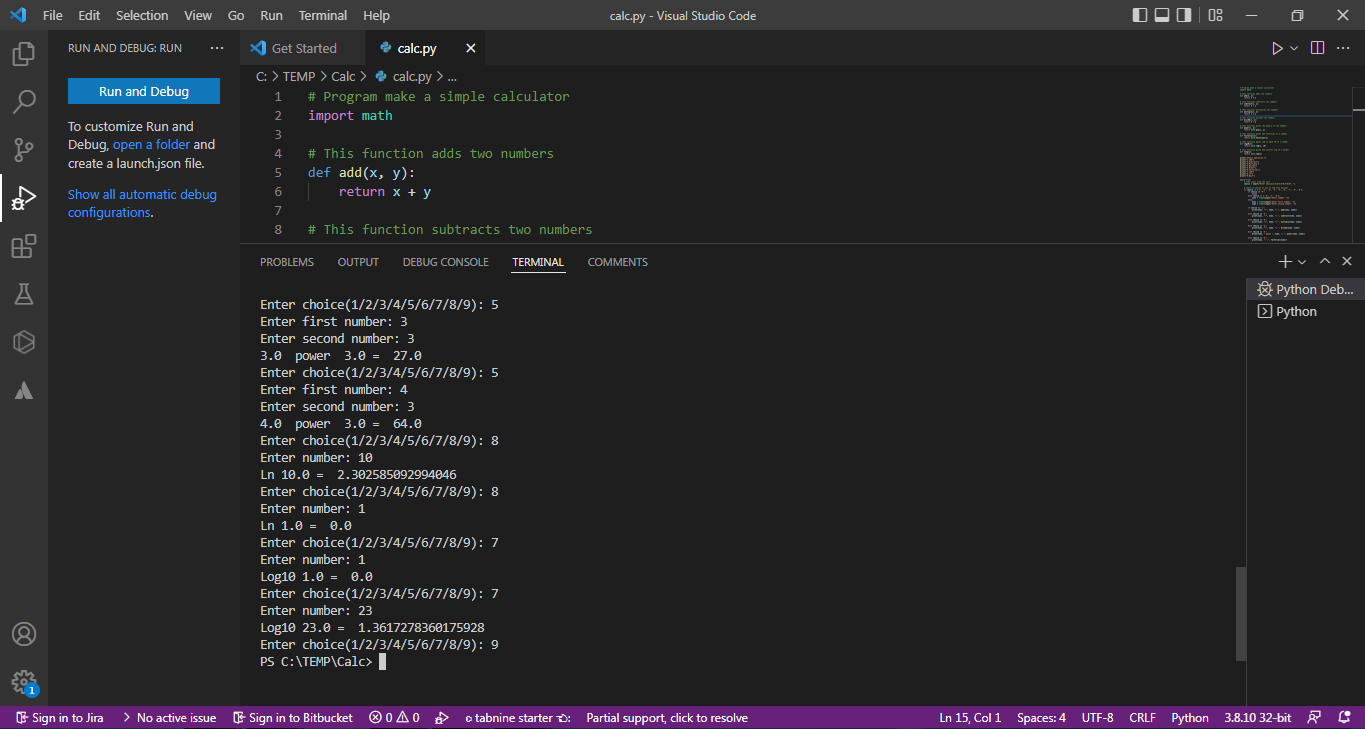 File Edit Selection View Go Run Terminal Help
calc.py - Visual Studio Code
RUN AND DEBUG: RUN
Run and Debug
To customize Run and
Debug, open a folder and
create a launch.json file.
Show all automatic debug
configurations.
Get Started
calc.py
C: > TEMP > Calc > calc.py > ...
1 # Program make a simple calculator
2 import math
3
4 # This function adds two numbers
5 def add(x, y):
6     return x + y
7
8 # This function subtracts two numbers
PROBLEMS OUTPUT DEBUG CONSOLE TERMINAL COMMENTS
Enter choice(1/2/3/4/5/6/7/8/9): 5
Enter first number: 3
Enter second number: 3
3.0  power  3.0 =  27.0
Enter choice(1/2/3/4/5/6/7/8/9): 5
Enter first number: 4
Enter second number: 3
4.0  power  3.0 =  64.0
Enter choice(1/2/3/4/5/6/7/8/9): 8
Enter number: 10
Ln 10.0 =  2.302585092994046
Enter choice(1/2/3/4/5/6/7/8/9): 8
Enter number: 1
Ln 1.0 =  0.0
Enter choice(1/2/3/4/5/6/7/8/9): 7
Enter number: 1
Log10 1.0 =  0.0
Enter choice(1/2/3/4/5/6/7/8/9): 7
Enter number: 23
Log10 23.0 =  1.3617278360175928
Enter choice(1/2/3/4/5/6/7/8/9): 9
PS C:\TEMP\Calc>
Python Deb...
Python
1
Sign in to Jira > No active issue Sign in to Bitbucket 0 0 tabnine starter Partial support, click to resolve Ln 15, Col 1 Spaces: 4 UTF-8 CRLF Python 3.8.10 32-bit